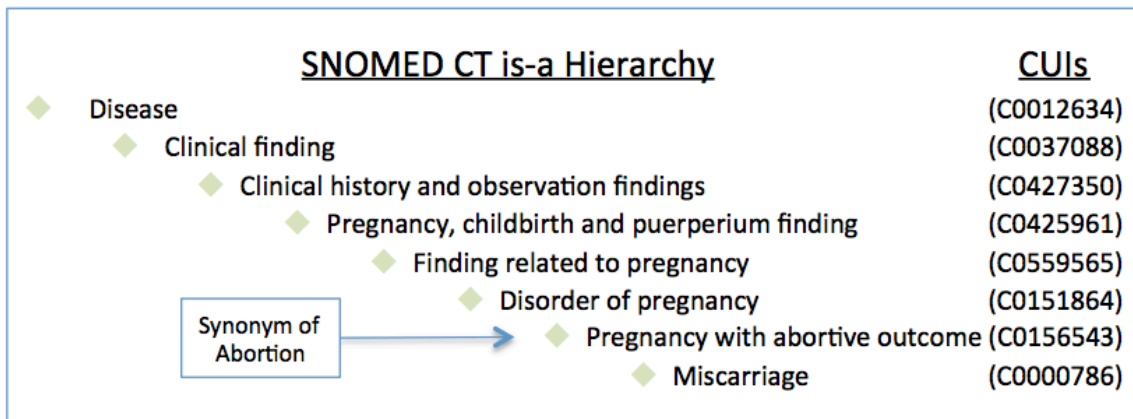 SNOMED CT is-a Hierarchy CUIs
Disease (C0012634)
Clinical finding (C0037088)
Clinical history and observation findings (C0427350)
Pregnancy, childbirth and puerperium finding (C0425961)
Finding related to pregnancy (C0559565)
Disorder of pregnancy (C0151864)
Synonym of
Abortion
Pregnancy with abortive outcome (C0156543)
Miscarriage (C0000786)